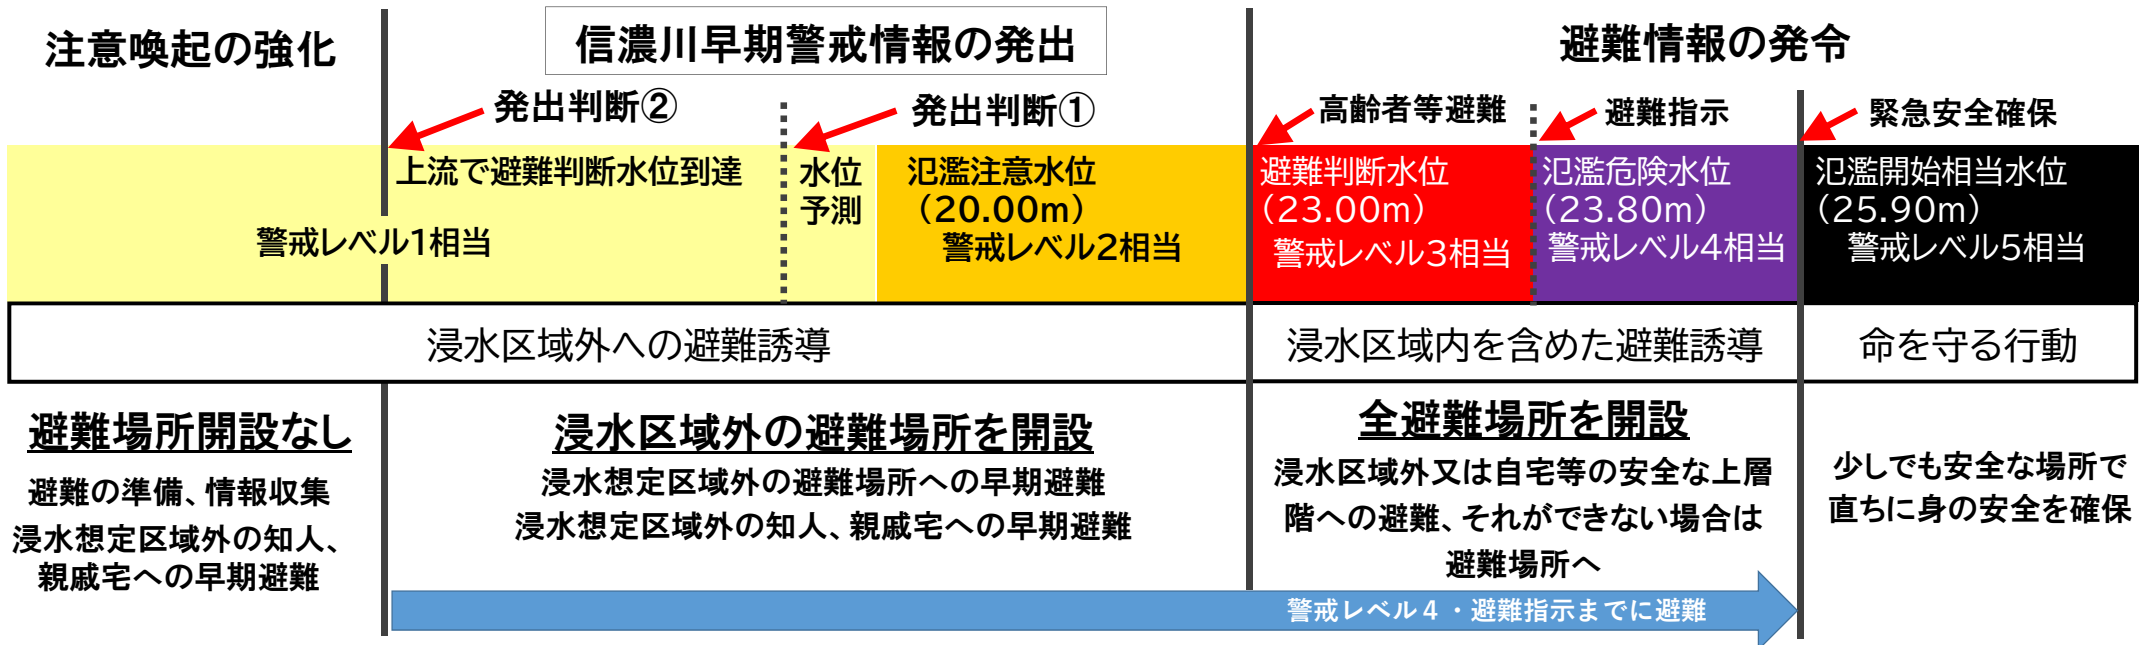 注意喚起の強化
信濃川早期警戒情報の発出
避難情報の発令
発出判断②
発出判断①
高齢者等避難
避難指示
緊急安全確保
上流で避難判断水位到達
警戒レベル1相当
水位
予測
氾濫注意水位
（20.00m）
警戒レベル2相当
避難判断水位
（23.00m）
警戒レベル3相当
氾濫危険水位
（23.80m）
警戒レベル4相当
氾濫開始相当水位
（25.90m）
警戒レベル5相当
浸水区域外への避難誘導
浸水区域内を含めた避難誘導
命を守る行動
避難場所開設なし
避難の準備、情報収集
浸水想定区域外の知人、
親戚宅への早期避難
浸水区域外の避難場所を開設
浸水想定区域外の避難場所への早期避難
浸水想定区域外の知人、親戚宅への早期避難
全避難場所を開設
浸水区域外又は自宅等の安全な上層
階への避難、それができない場合は
避難場所へ
少しでも安全な場所で
直ちに身の安全を確保
警戒レベル４・避難指示までに避難